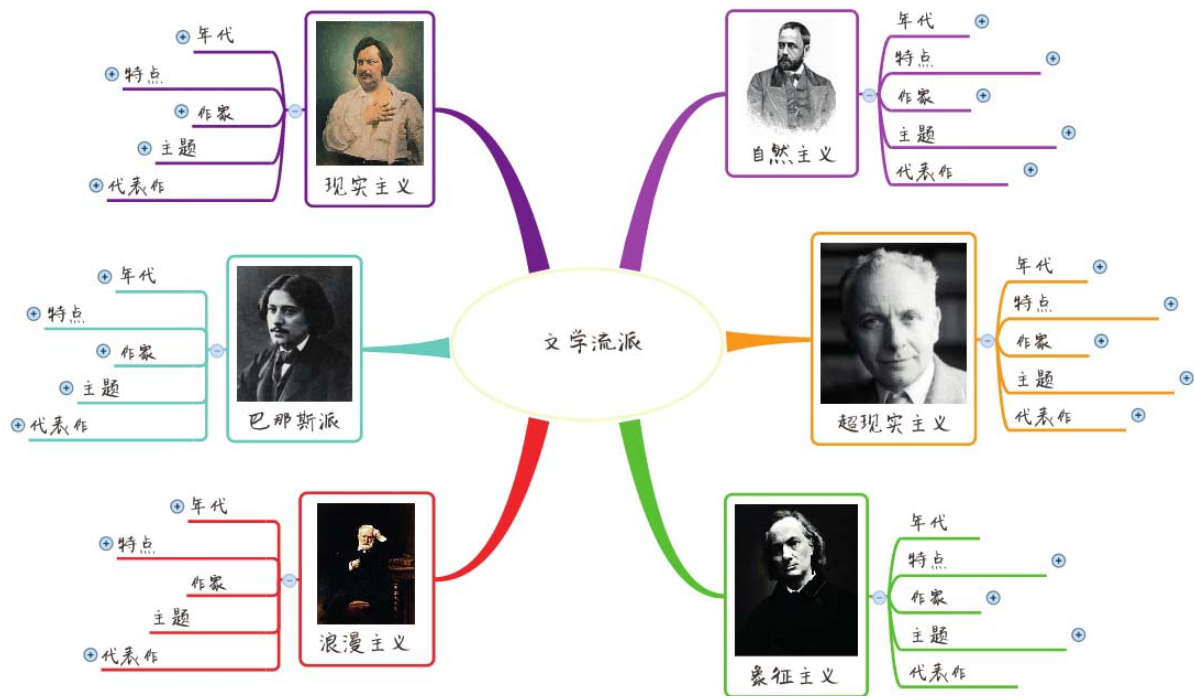 文学流派
现实主义
年代
特点
作家
主题
代表作
巴那斯派
年代
特点
作家
主题
代表作
浪漫主义
年代
特点
作家
主题
代表作
自然主义
年代
特点
作家
主题
代表作
超现实主义
年代
特点
作家
主题
代表作
象征主义
年代
特点
作家
主题
代表作